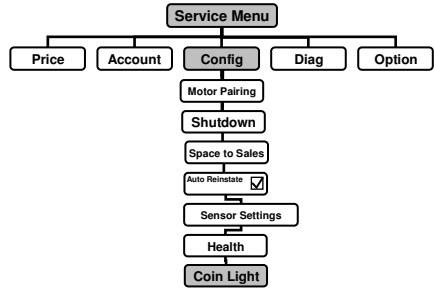 Service Menu
Price Account Config Diag Option
Motor Pairing
Shutdown
Space to Sales
Auto Reinstate
Sensor Settings
Health
Coin Light